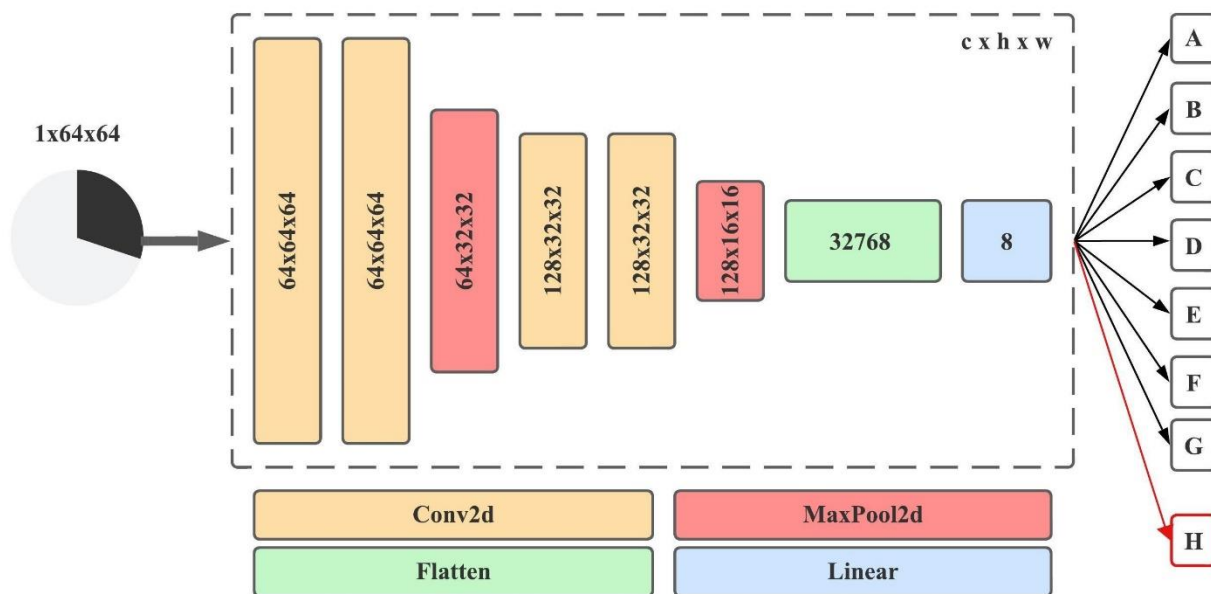 c x h x w
1x64x64
64x64x64
64x64x64
64x32x32
128x32x32
128x32x32
128x16x16
32768
8
A
B
C
D
E
F
G
H
Conv2d
MaxPool2d
Flatten
Linear